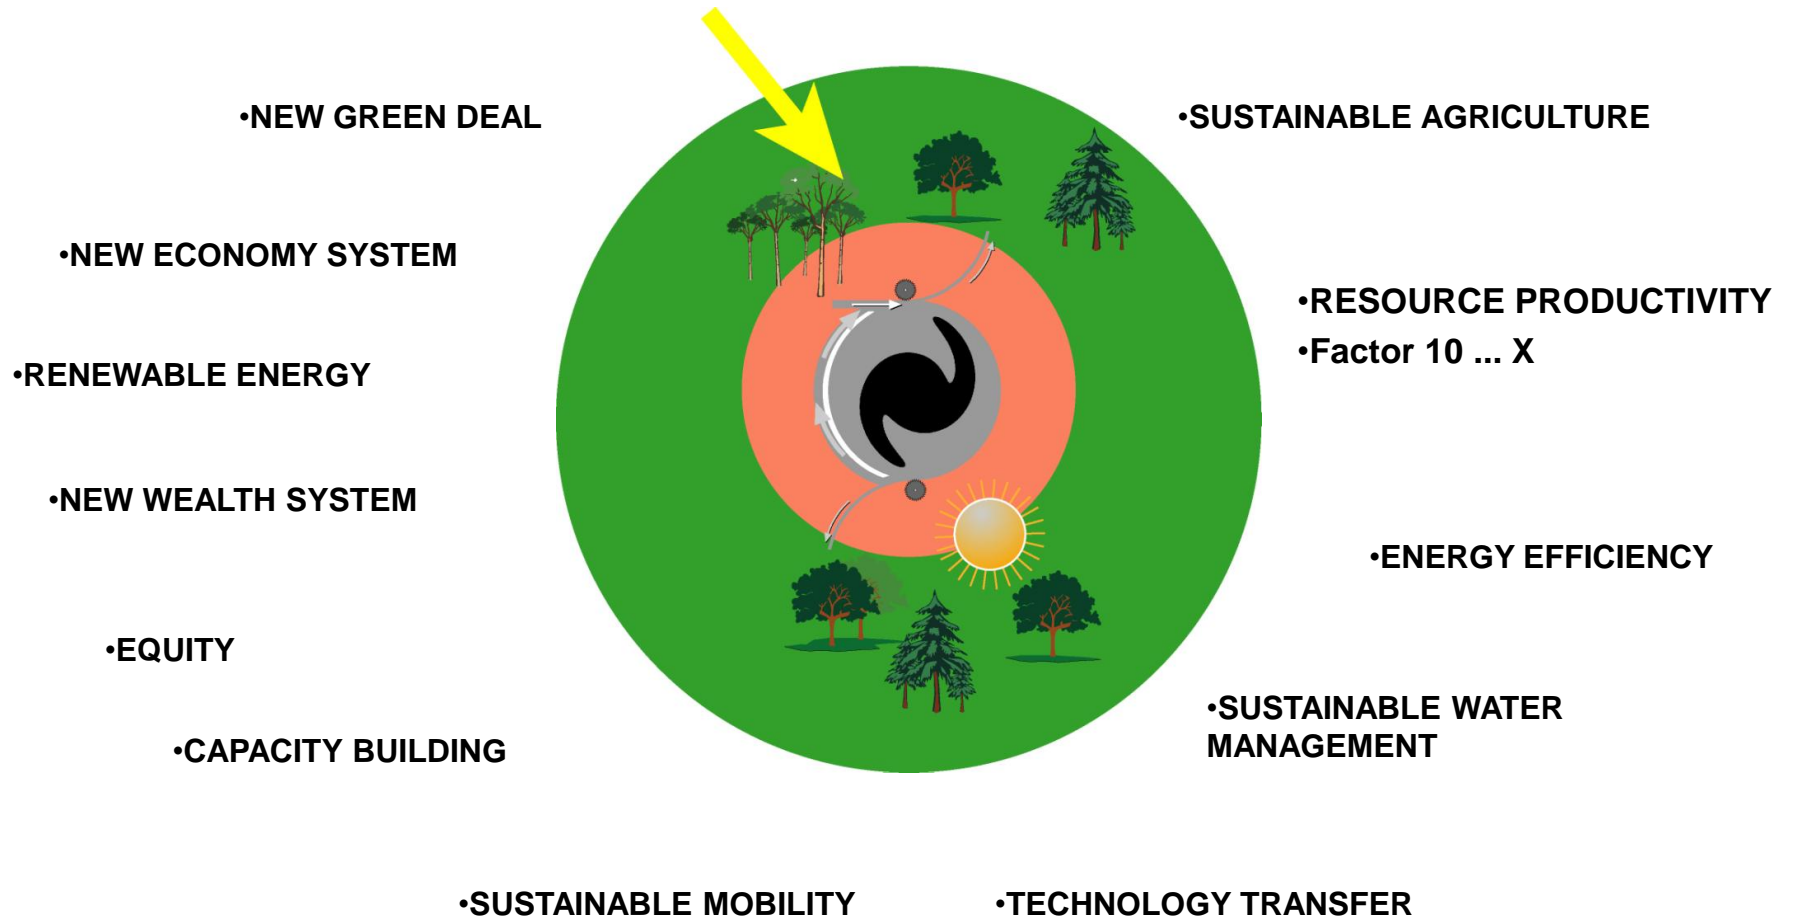 •NEW GREEN DEAL
•SUSTAINABLE AGRICULTURE
•NEW ECONOMY SYSTEM
•RESOURCE PRODUCTIVITY
•Factor 10 ... X
•RENEWABLE ENERGY
•NEW WEALTH SYSTEM
•ENERGY EFFICIENCY
•EQUITY
•SUSTAINABLE WATER
MANAGEMENT
•CAPACITY BUILDING
•SUSTAINABLE MOBILITY
•TECHNOLOGY TRANSFER